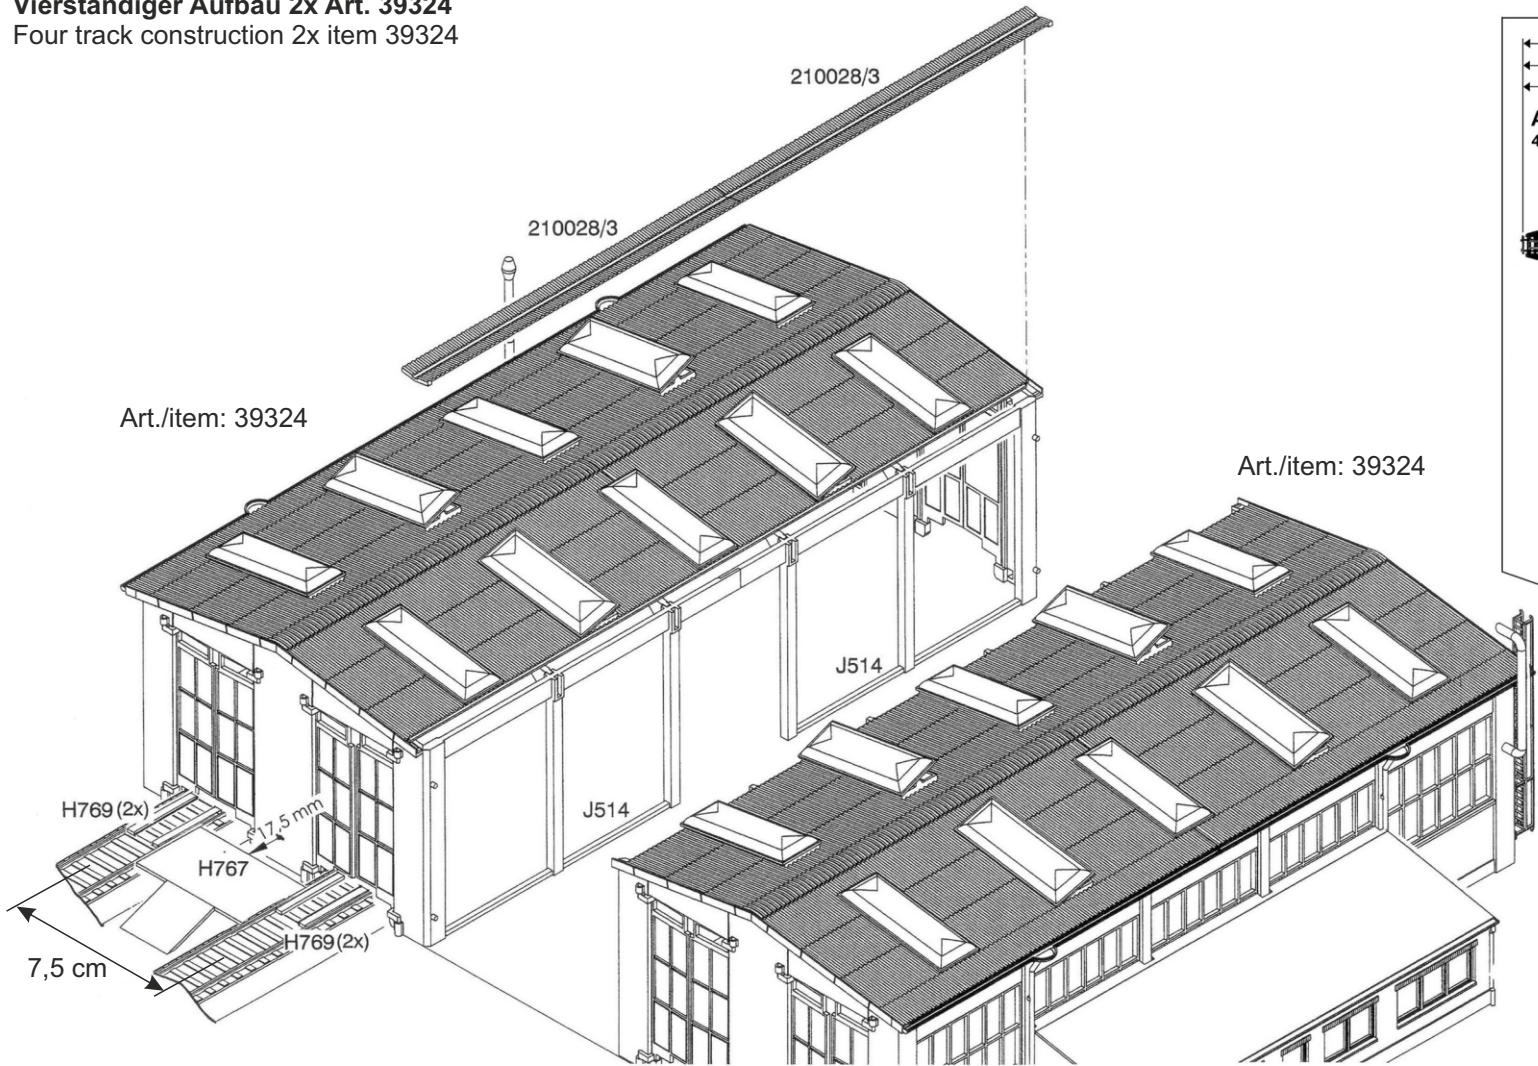 Vierständiger Aufbau 2x Art. 39324
Four track construction 2x item 39324
210028/3
210028/3
Art./item: 39324
Art./item: 39324
J514
J514
H769 (2x)
17,5 mm
H767
H769 (2x)
7,5 cm
A
4